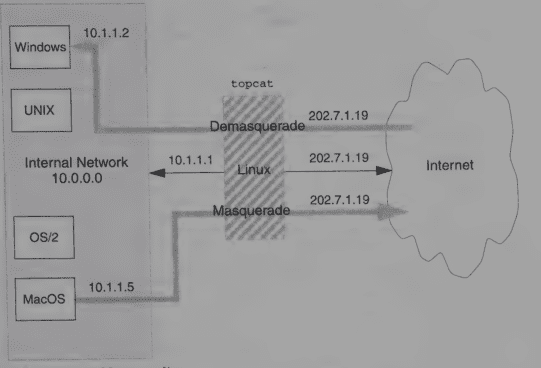 10.1.1.2
Windows
topcat
UNIX
202.7.1.19
Demasquerade
Internal Network
10.0.0.0
10.1.1.1
Linux
202.7.1.19
Internet
Masquerade
202.7.1.19
OS/2
10.1.1.5
MacOS